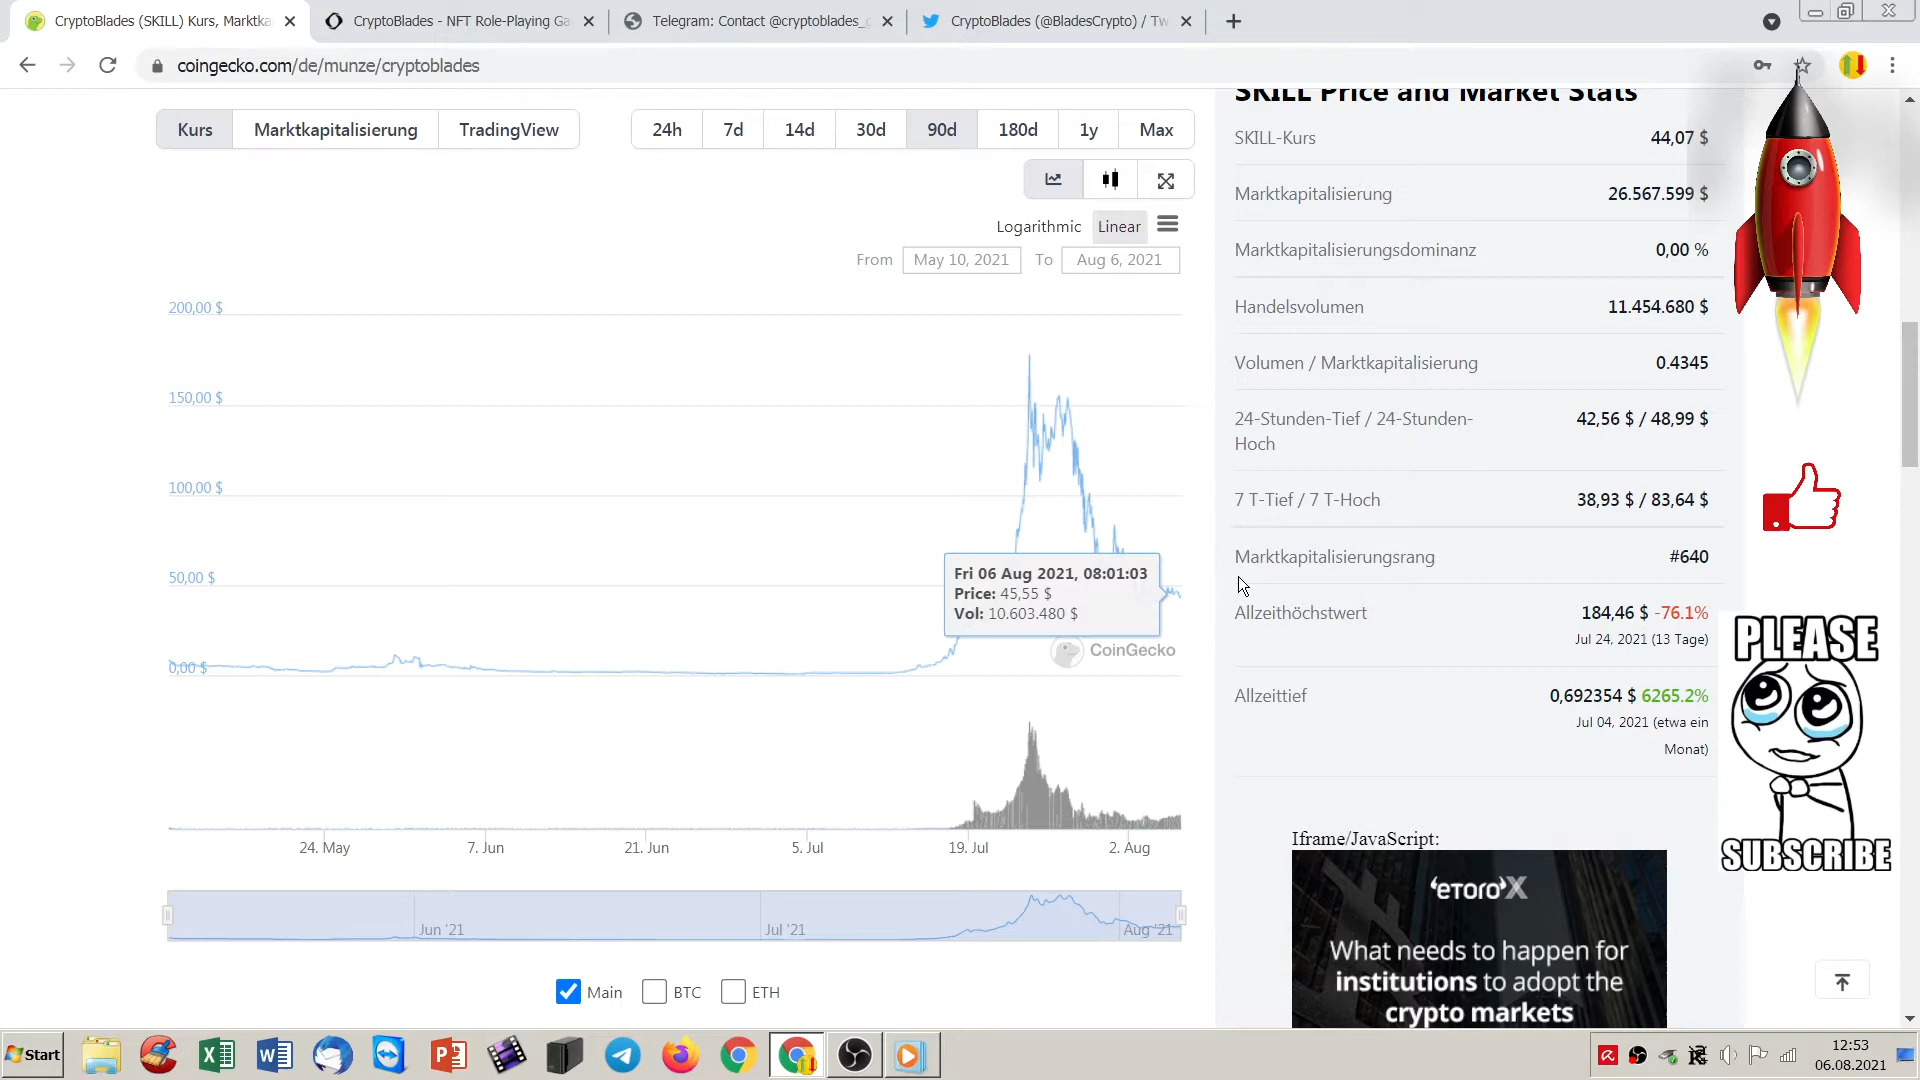 CryptoBlades (SKILL) Kurs, Marktka
CryptoBlades - NFT Role-Playing Ga
Telegram: Contact @cryptoblades_
CryptoBlades (@BladesCrypto) / Tw
coingecko.com/de/munze/cryptoblades
Kurs
Marktkapitalisierung
TradingView
24h
7d
14d
30d
90d
180d
1y
Max
Logarithmic
Linear
From
May 10, 2021
To
Aug 6, 2021
200,00 $
150,00 $
100,00 $
50,00 $
0,00 $
Fri 06 Aug 2021, 08:01:03
Price: 45,55 $
Vol: 10.603.480 $
CoinGecko
24. May
7. Jun
21. Jun
5. Jul
19. Jul
2. Aug
Jun '21
Jul '21
Aug '21
Main
BTC
ETH
SKILL Price and Market Stats
SKILL-Kurs
44,07 $
Marktkapitalisierung
26.567.599 $
Marktkapitalisierungsdominanz
0,00 %
Handelsvolumen
11.454.680 $
Volumen / Marktkapitalisierung
0.4345
24-Stunden-Tief / 24-Stunden-
Hoch
42,56 $ / 48,99 $
7 T-Tief / 7 T-Hoch
38,93 $ / 83,64 $
Marktkapitalisierungsrang
#640
Allzeithöchstwert
184,46 $ -76.1%
Jul 24, 2021 (13 Tage)
Allzeittief
0,692354 $ 6265.2%
Jul 04, 2021 (etwa ein
Monat)
Iframe/JavaScript:
'eToro'X
What needs to happen for
institutions to adopt the
crypto markets
PLEASE
SUBSCRIBE
Start
12:53
06.08.2021